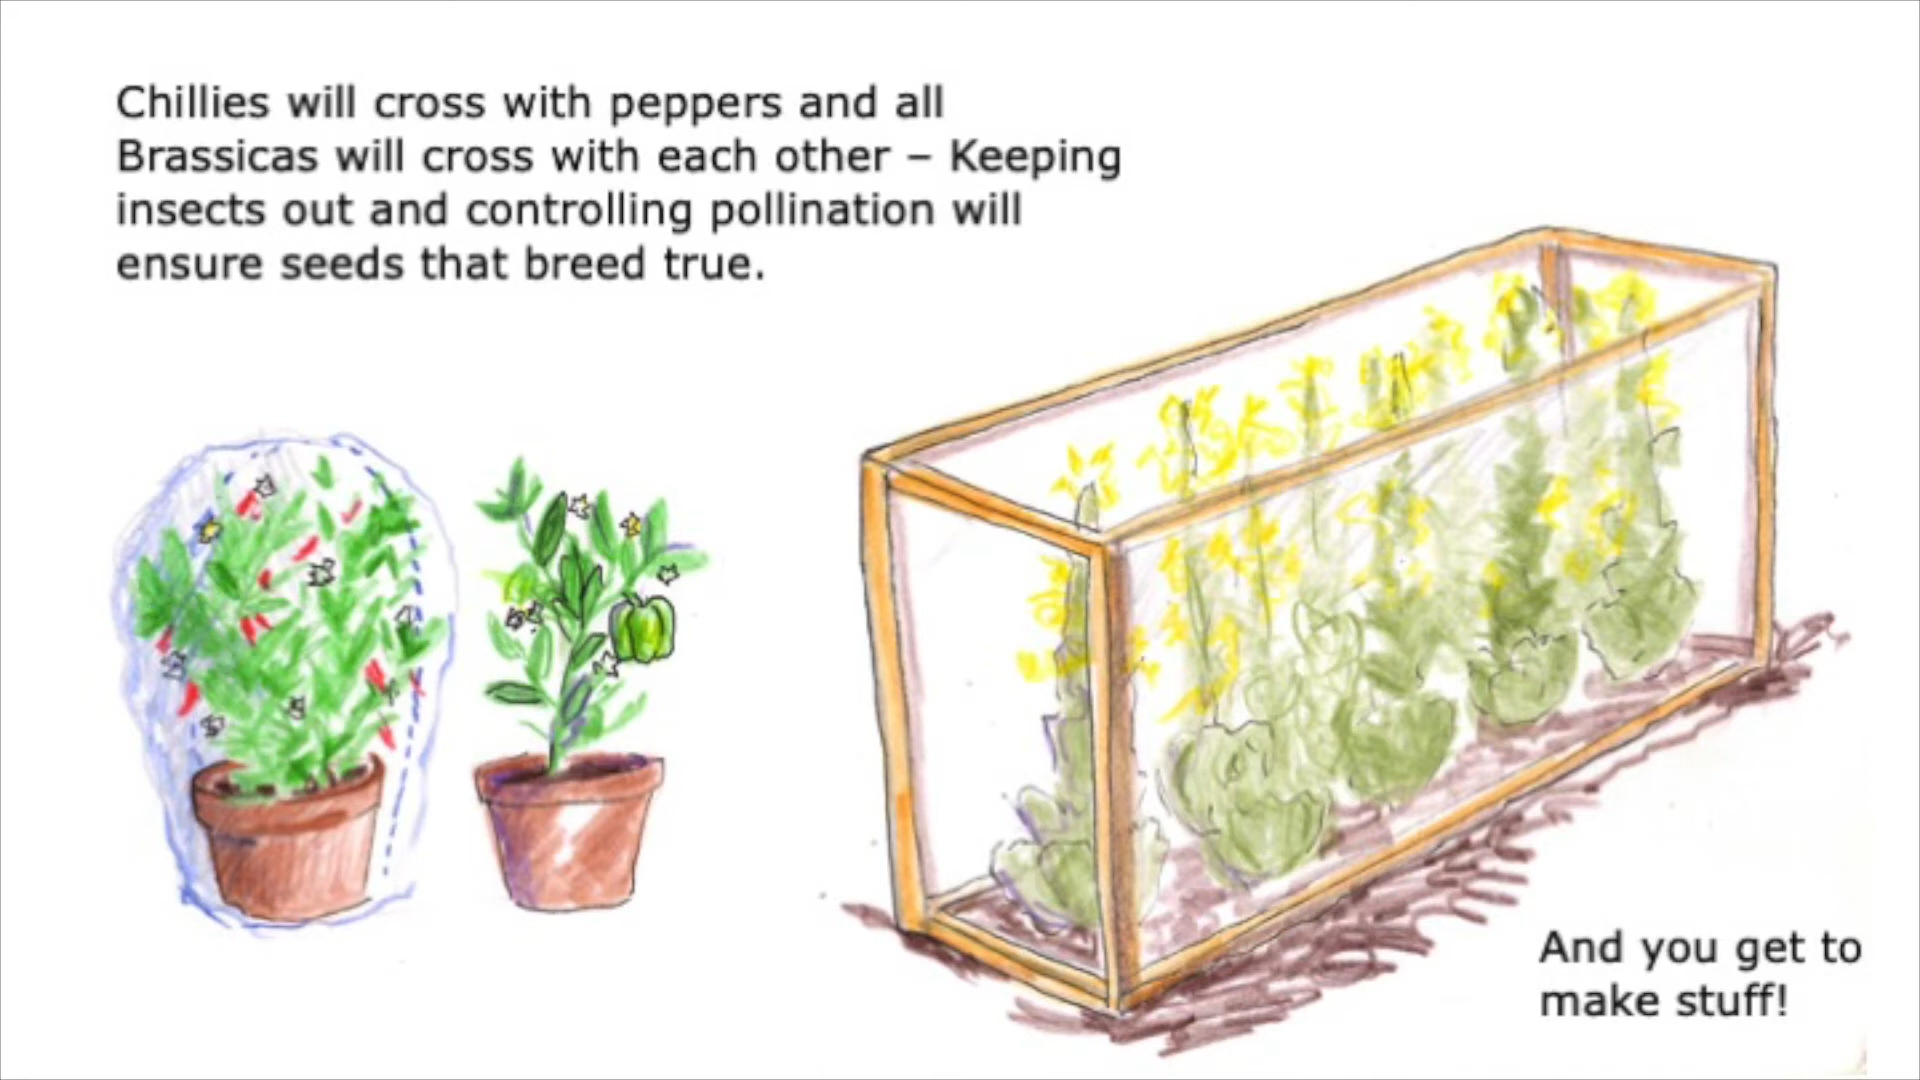 Chillies will cross with peppers and all
Brassicas will cross with each other – Keeping
insects out and controlling pollination will
ensure seeds that breed true.
And you get to
make stuff!